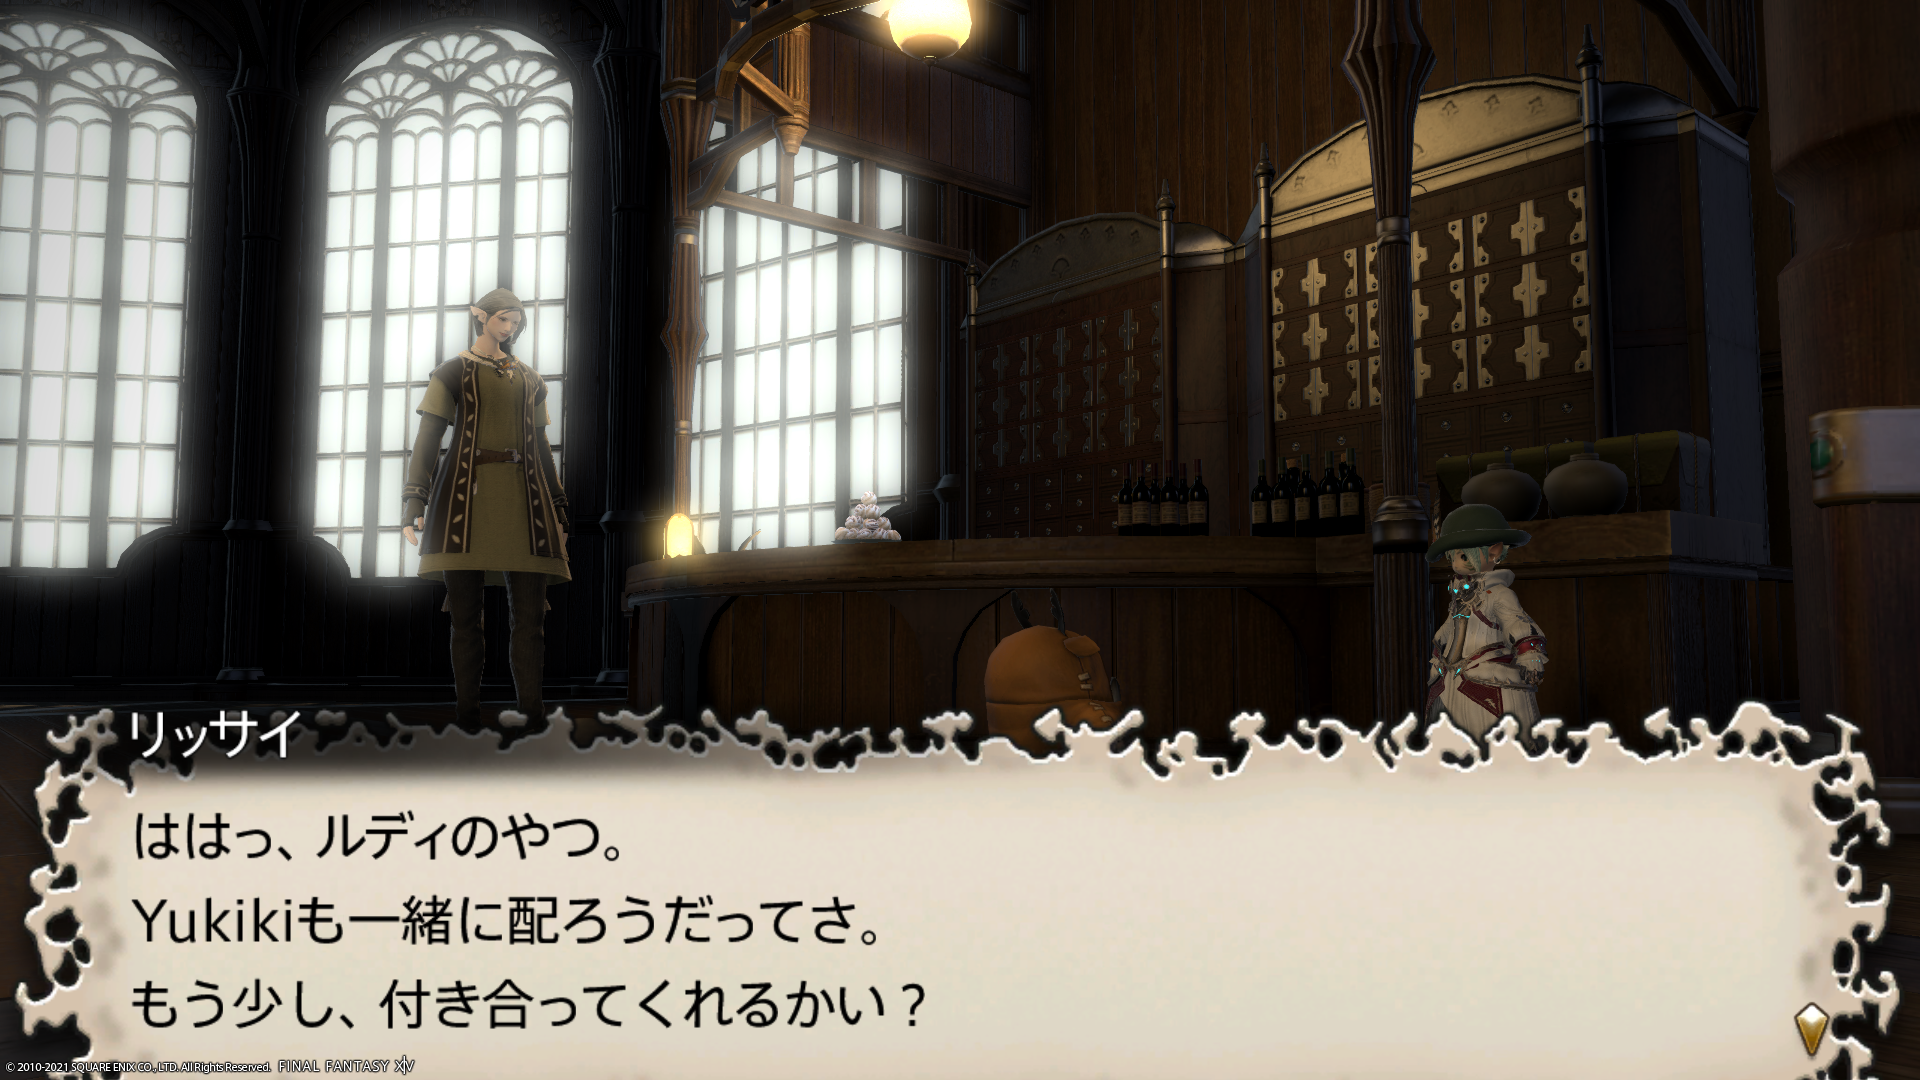 リッサイ
ははっ、ルディのやつ。
Yukikiも一緒に配ろうだってさ。
もう少し、付き合ってくれるかい？
© 2010-2021 SQUARE ENIX CO., LTD. All Rights Reserved. FINAL FANTASY XIV